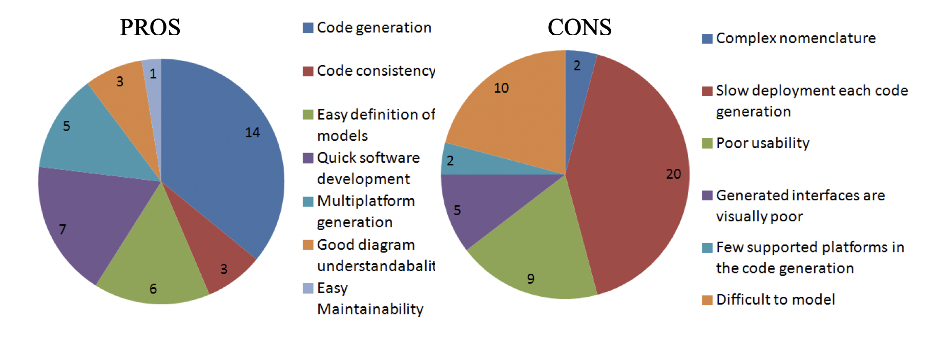 PROS
14
3
6
7
5
3
1
Code generation
Code consistency
Easy definition of
models
Quick software
development
Multiplatform
generation
Good diagram
understandabalit
Easy
Maintainability
CONS
2
20
9
5
2
10
Complex nomenclature
Slow deployment each code
generation
Poor usability
Generated interfaces are
visually poor
Few supported platforms in
the code generation
Difficult to model